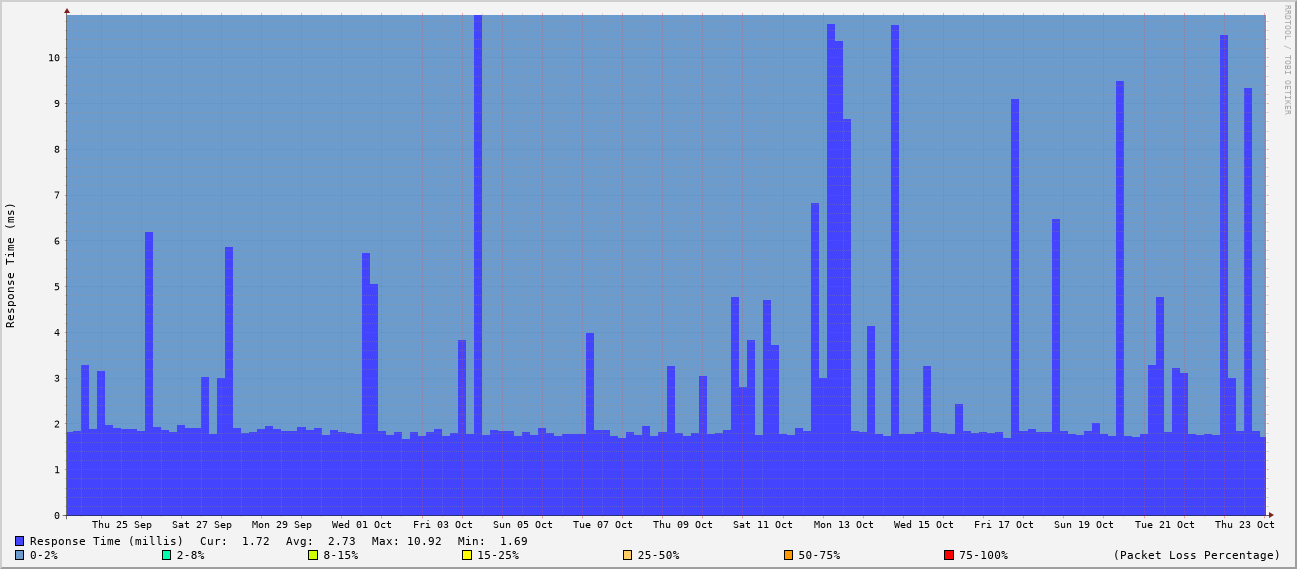 RRDTOOL / TOBI OETIKER
Response Time (ms)
10
9
8
7
6
5
4
3
2
1
0
Thu 25 Sep Sat 27 Sep Mon 29 Sep Wed 01 Oct Fri 03 Oct Sun 05 Oct Tue 07 Oct Thu 09 Oct Sat 11 Oct Mon 13 Oct Wed 15 Oct Fri 17 Oct Sun 19 Oct Tue 21 Oct Thu 23 Oct
Response Time (millis) Cur: 1.72 Avg: 2.73 Max: 10.92 Min: 1.69
0-2% 2-8% 8-15% 15-25% 25-50% 50-75% 75-100% (Packet Loss Percentage)